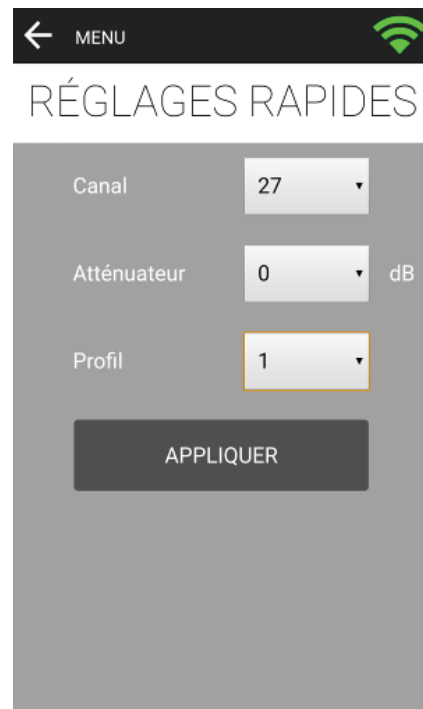 MENU
RÉGLAGES RAPIDES
Canal 27
Atténuateur 0 dB
Profil 1
APPLIQUER